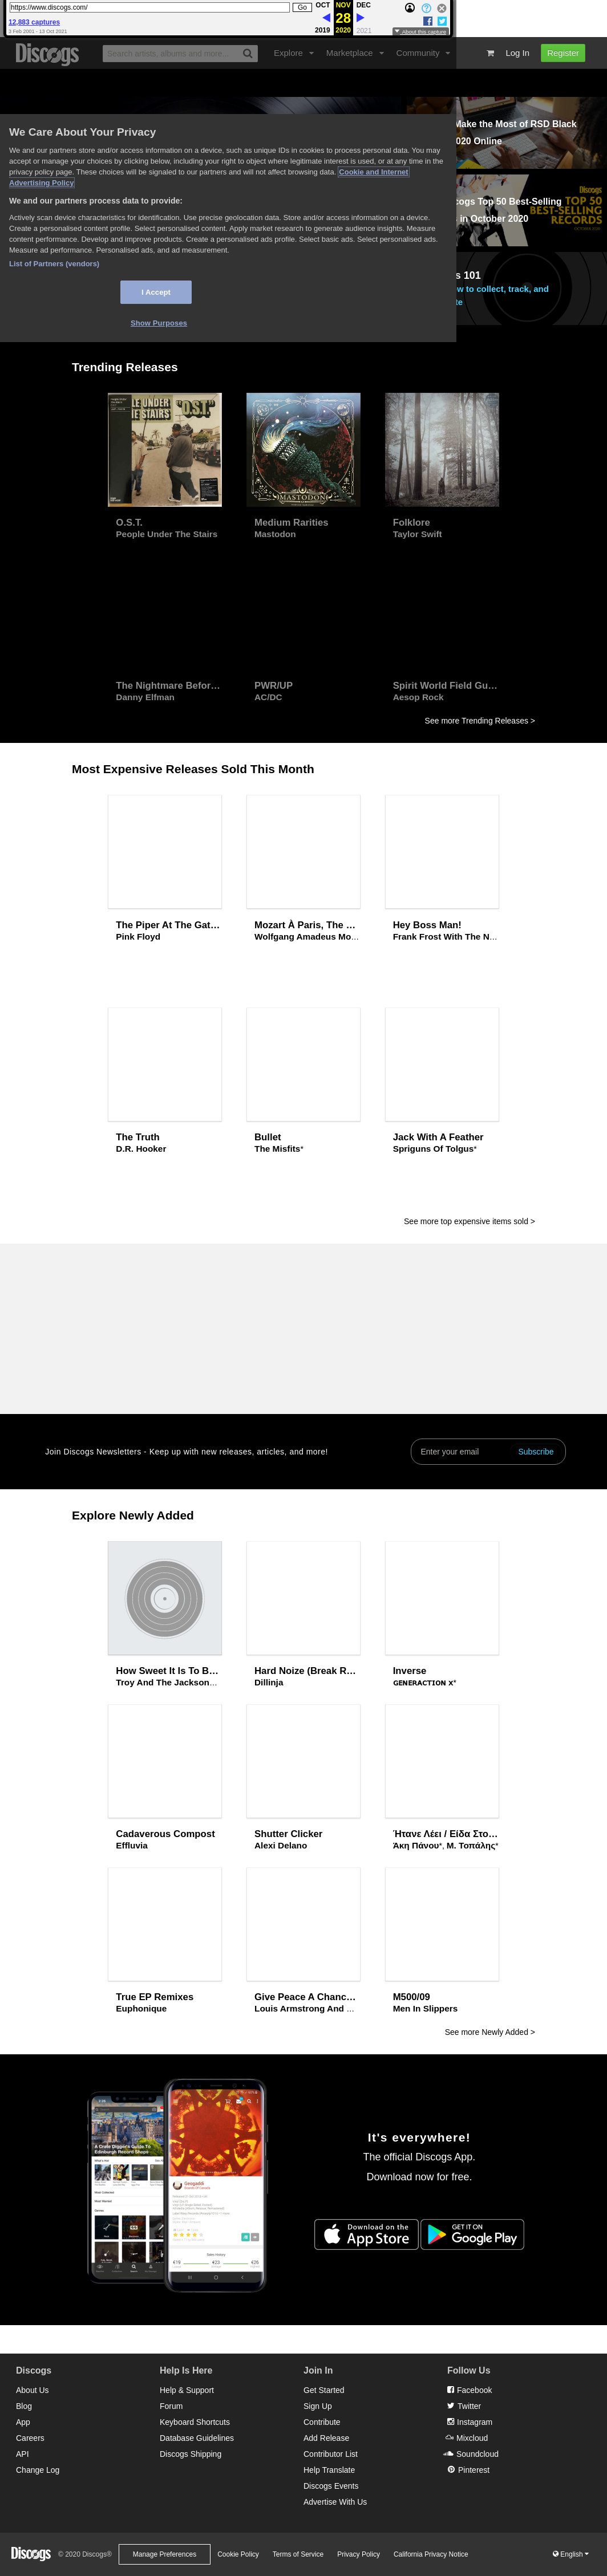 https://www.discogs.com/
Go
OCT NOV DEC
12,883 captures
28
3 Feb 2001 - 13 Oct 2021
2019 2020 2021
About this capture
Discogs
Search artists, albums and more...
Explore
Marketplace
Community
Log In
Register
Make the Most of RSD Black
2020 Online
We Care About Your Privacy
We and our partners store and/or access information on a device, such as unique IDs in cookies to process personal data. You may
accept or manage your choices by clicking below, including your right to object where legitimate interest is used, or at any time in the
privacy policy page. These choices will be signaled to our partners and will not affect browsing data. Cookie and Internet
Advertising Policy
We and our partners process data to provide:
Actively scan device characteristics for identification. Use precise geolocation data. Store and/or access information on a device.
Create a personalised content profile. Select personalised content. Apply market research to generate audience insights. Measure
content performance. Develop and improve products. Create a personalised ads profile. Select basic ads. Select personalised ads.
Measure ad performance. Personalised ads, and ad measurement.
List of Partners (vendors)
I Accept
Show Purposes
cogs Top 50 Best-Selling
in October 2020
Discogs
TOP 50
BEST-SELLING
RECORDS
s 101
w to collect, track, and
te
Trending Releases
O.S.T.
People Under The Stairs
Medium Rarities
Mastodon
Folklore
Taylor Swift
The Nightmare Befor…
Danny Elfman
PWR/UP
AC/DC
Spirit World Field Gu…
Aesop Rock
See more Trending Releases >
Most Expensive Releases Sold This Month
The Piper At The Gat…
Pink Floyd
Mozart À Paris, The …
Wolfgang Amadeus Mo…
Hey Boss Man!
Frank Frost With The N…
The Truth
D.R. Hooker
Bullet
The Misfits*
Jack With A Feather
Spriguns Of Tolgus*
See more top expensive items sold >
Join Discogs Newsletters - Keep up with new releases, articles, and more!
Enter your email
Subscribe
Explore Newly Added
How Sweet It Is To B…
Troy And The Jackson…
Hard Noize (Break R…
Dillinja
Inverse
ɢᴇɴᴇʀᴀᴄᴛɪᴏɴ x*
Cadaverous Compost
Effluvia
Shutter Clicker
Alexi Delano
Ήτανε Λέει / Είδα Στο…
Άκη Πάνου*, Μ. Τοπάλης*
True EP Remixes
Euphonique
Give Peace A Chanc…
Louis Armstrong And …
M500/09
Men In Slippers
See more Newly Added >
It's everywhere!
The official Discogs App.
Download now for free.
Download on the
App Store
GET IT ON
Google Play
Discogs
About Us
Blog
App
Careers
API
Change Log
Help Is Here
Help & Support
Forum
Keyboard Shortcuts
Database Guidelines
Discogs Shipping
Join In
Get Started
Sign Up
Contribute
Add Release
Contributor List
Help Translate
Discogs Events
Advertise With Us
Follow Us
Facebook
Twitter
Instagram
Mixcloud
Soundcloud
Pinterest
Discogs
© 2020 Discogs®
Manage Preferences
Cookie Policy
Terms of Service
Privacy Policy
California Privacy Notice
English